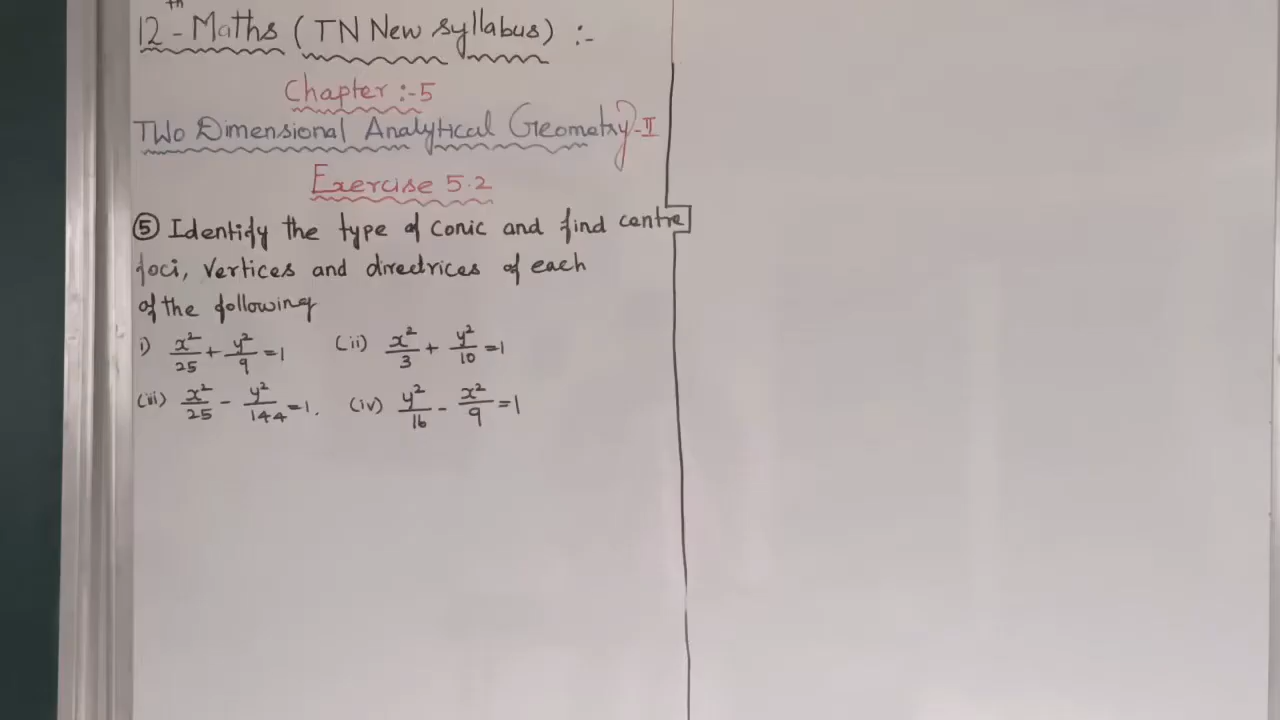 12th - Maths (TN New syllabus) :-
Chapter :-5
Two Dimensional Analytical Geometry-II
Exercise 5.2
⑤ Identify the type of conic and find centre
foci, vertices and directrices of each
of the following
i) x²/25 + y²/9 = 1 (ii) x²/3 + y²/10 = 1
(iii) x²/25 - y²/144 = 1. (iv) y²/16 - x²/9 = 1